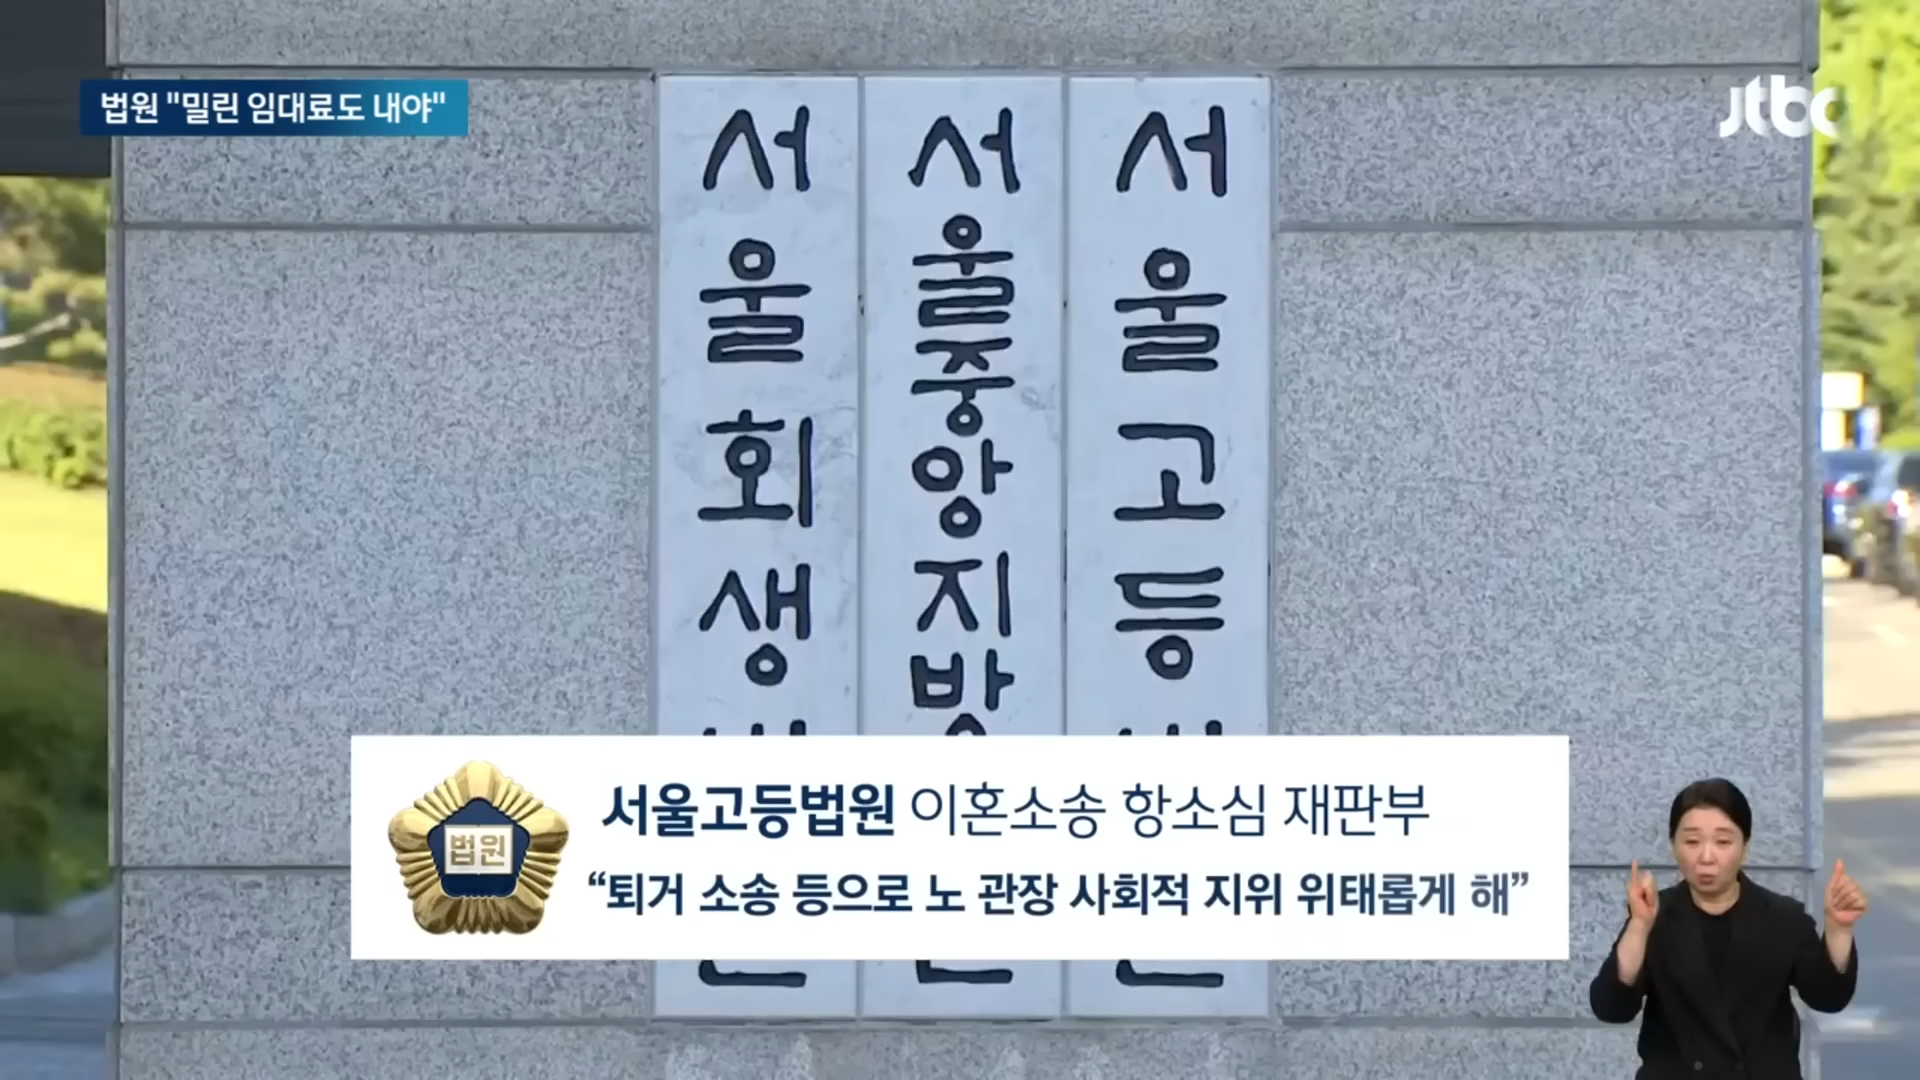 법원 "밀린 임대료도 내야"
jtbc
서울회생
서울중앙지방
서울고등
법원
서울고등법원 이혼소송 항소심 재판부
“퇴거 소송 등으로 노 관장 사회적 지위 위태롭게 해”